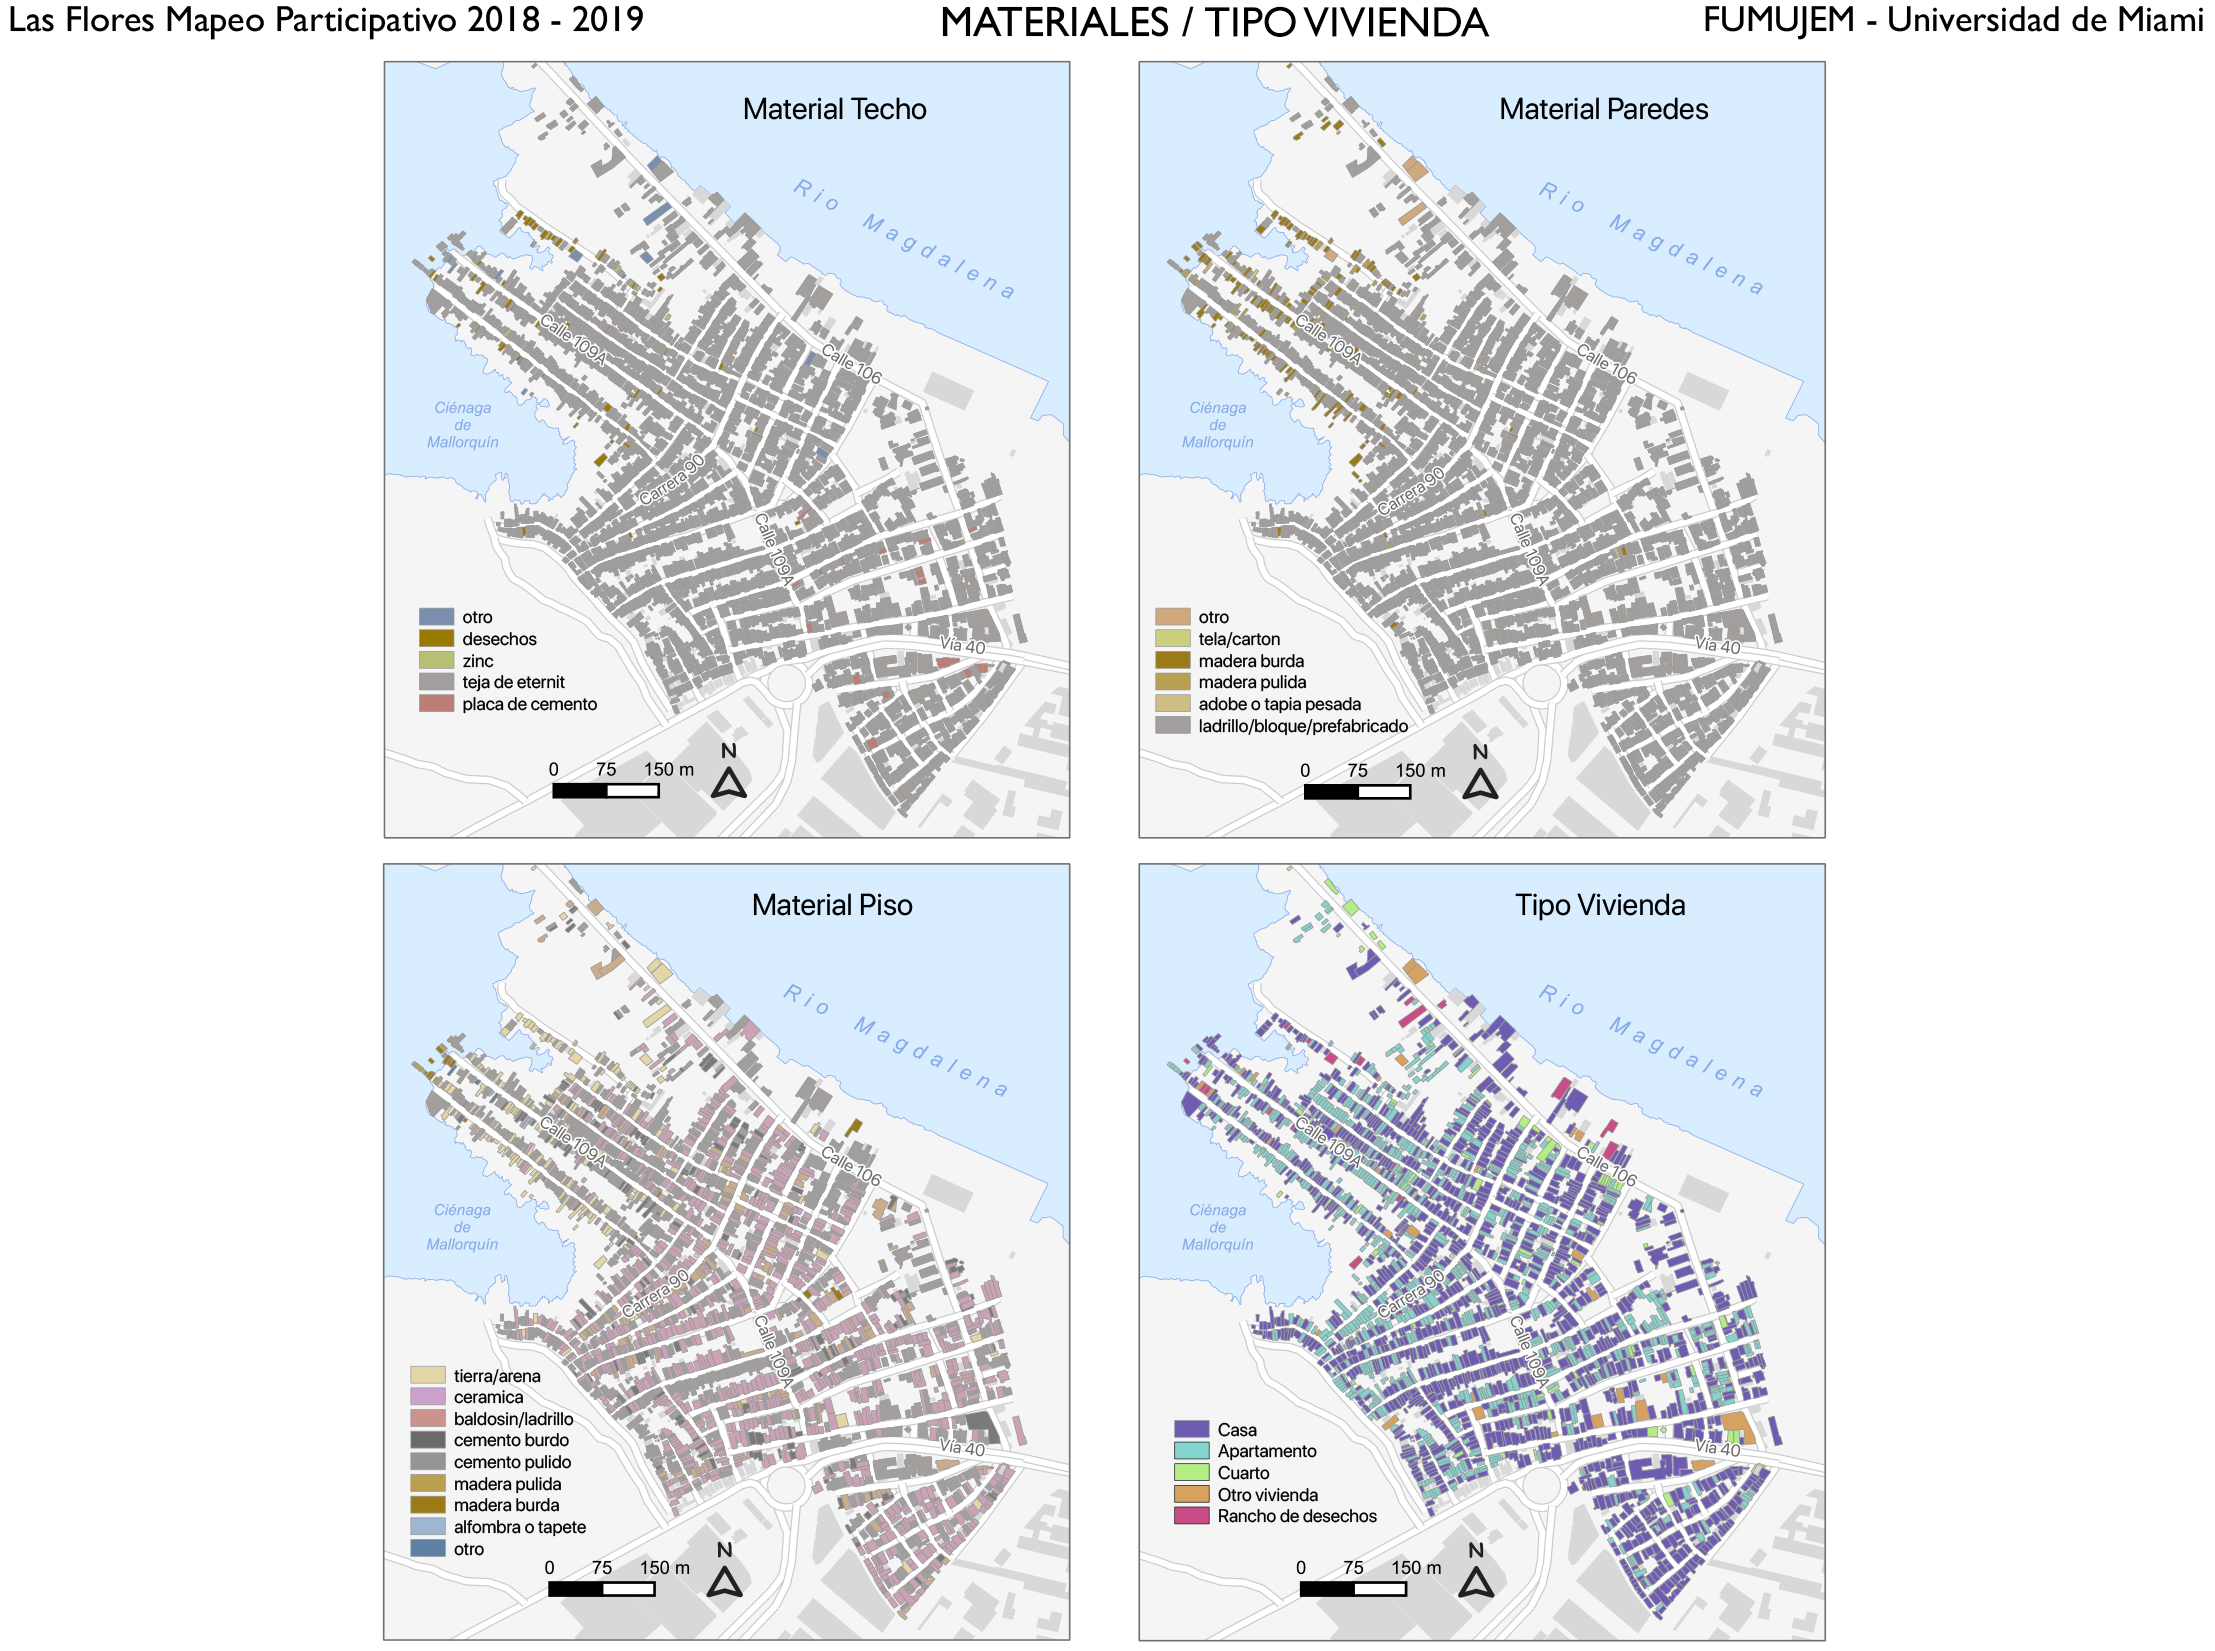 Las Flores Mapeo Participativo 2018 - 2019
MATERIALES / TIPO VIVIENDA
FUMUJEM - Universidad de Miami
Material Techo
Rio Magdalena
Calle 109A
Calle 106
Ciénaga
de
Mallorquín
Carrera 90
Calle 109A
otro
desechos
zinc
teja de eternit
placa de cemento
Vía 40
N
0 75 150 m
Material Paredes
Rio Magdalena
Calle 109A
Calle 106
Ciénaga
de
Mallorquín
Carrera 90
Calle 109A
otro
tela/carton
madera burda
madera pulida
adobe o tapia pesada
ladrillo/bloque/prefabricado
Vía 40
N
0 75 150 m
Material Piso
Rio Magdalena
Calle 109A
Calle 106
Ciénaga
de
Mallorquín
Carrera 90
Calle 109A
tierra/arena
ceramica
baldosin/ladrillo
cemento burdo
cemento pulido
madera pulida
madera burda
alfombra o tapete
otro
Vía 40
N
0 75 150 m
Tipo Vivienda
Rio Magdalena
Calle 109A
Calle 106
Ciénaga
de
Mallorquín
Carrera 90
Calle 109A
Casa
Apartamento
Cuarto
Otro vivienda
Rancho de desechos
Vía 40
N
0 75 150 m